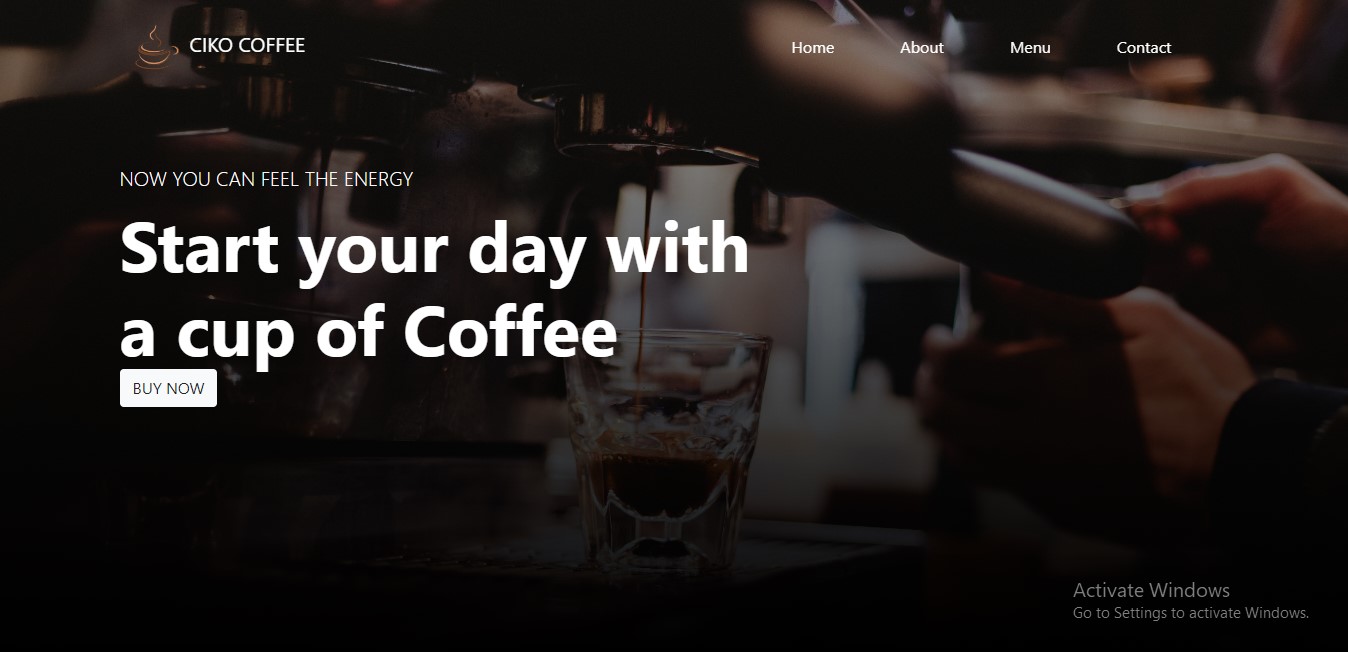 CIKO COFFEE
Home
About
Menu
Contact
NOW YOU CAN FEEL THE ENERGY
Start your day with
a cup of Coffee
BUY NOW
Activate Windows
Go to Settings to activate Windows.